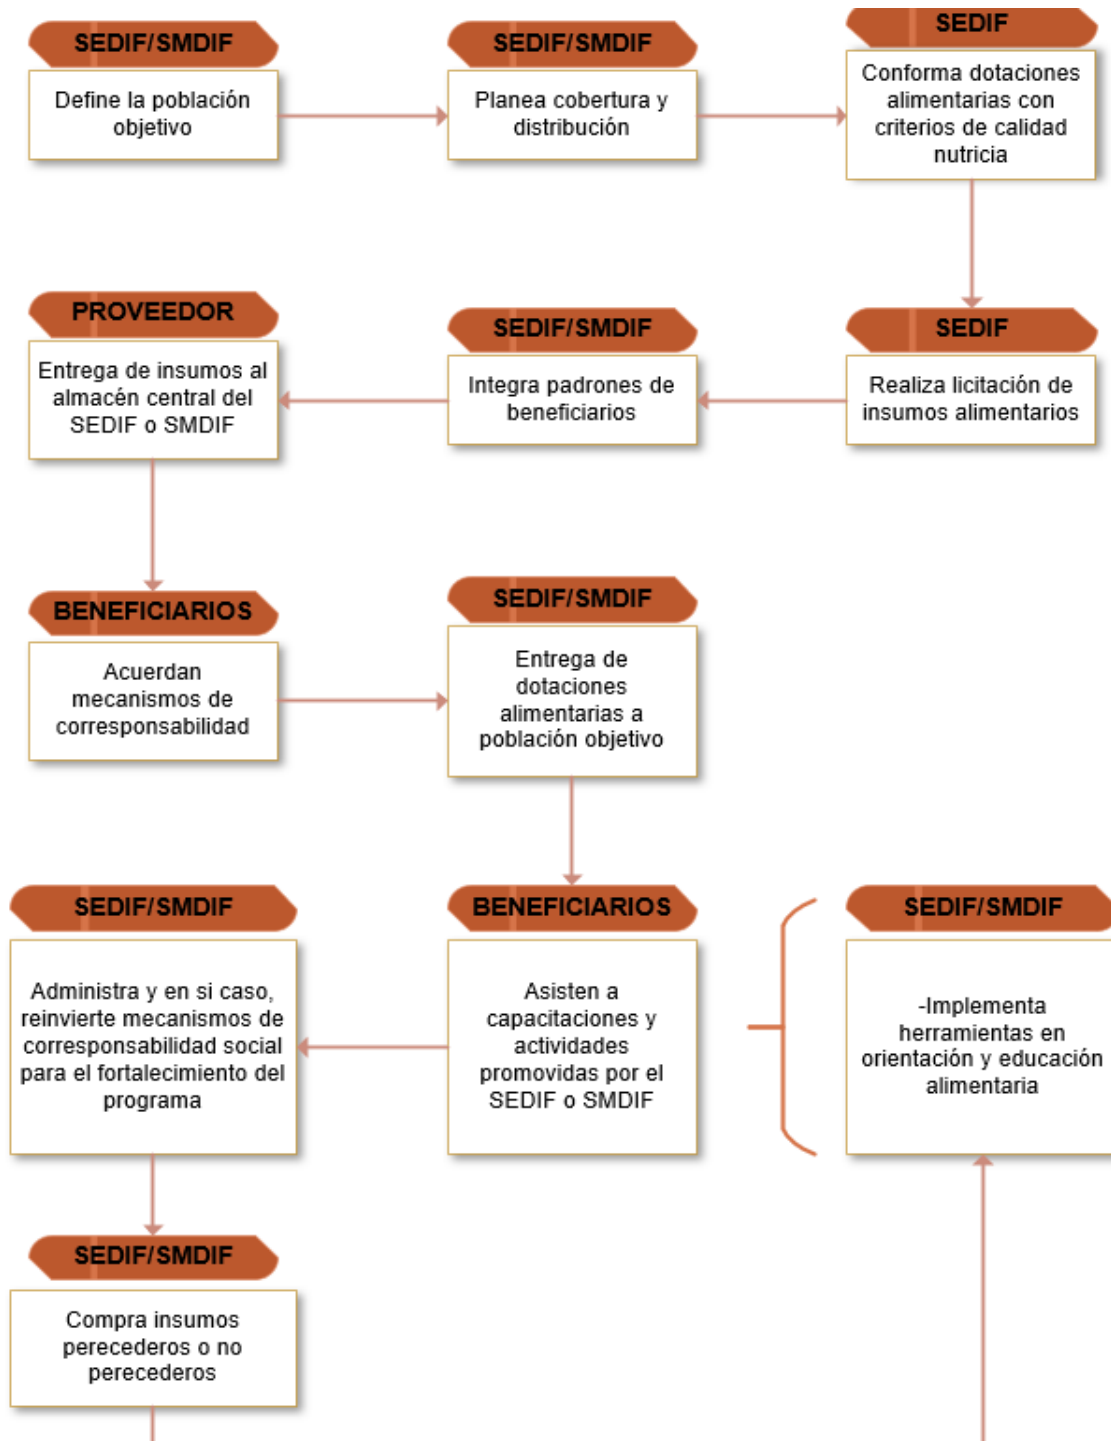 SEDIF/SMDIF
Define la población
objetivo
SEDIF/SMDIF
Planea cobertura y
distribución
SEDIF
Conforma dotaciones
alimentarias con
criterios de calidad
nutricia
SEDIF
Realiza licitación de
insumos alimentarios
SEDIF/SMDIF
Integra padrones de
beneficiarios
PROVEEDOR
Entrega de insumos al
almacén central del
SEDIF o SMDIF
BENEFICIARIOS
Acuerdan
mecanismos de
corresponsabilidad
SEDIF/SMDIF
Entrega de
dotaciones
alimentarias a
población objetivo
BENEFICIARIOS
Asisten a
capacitaciones y
actividades
promovidas por el
SEDIF o SMDIF
SEDIF/SMDIF
-Implementa
herramientas en
orientación y educación
alimentaria
SEDIF/SMDIF
Administra y en si caso,
reinvierte mecanismos de
corresponsabilidad social
para el fortalecimiento del
programa
SEDIF/SMDIF
Compra insumos
perecederos o no
perecederos